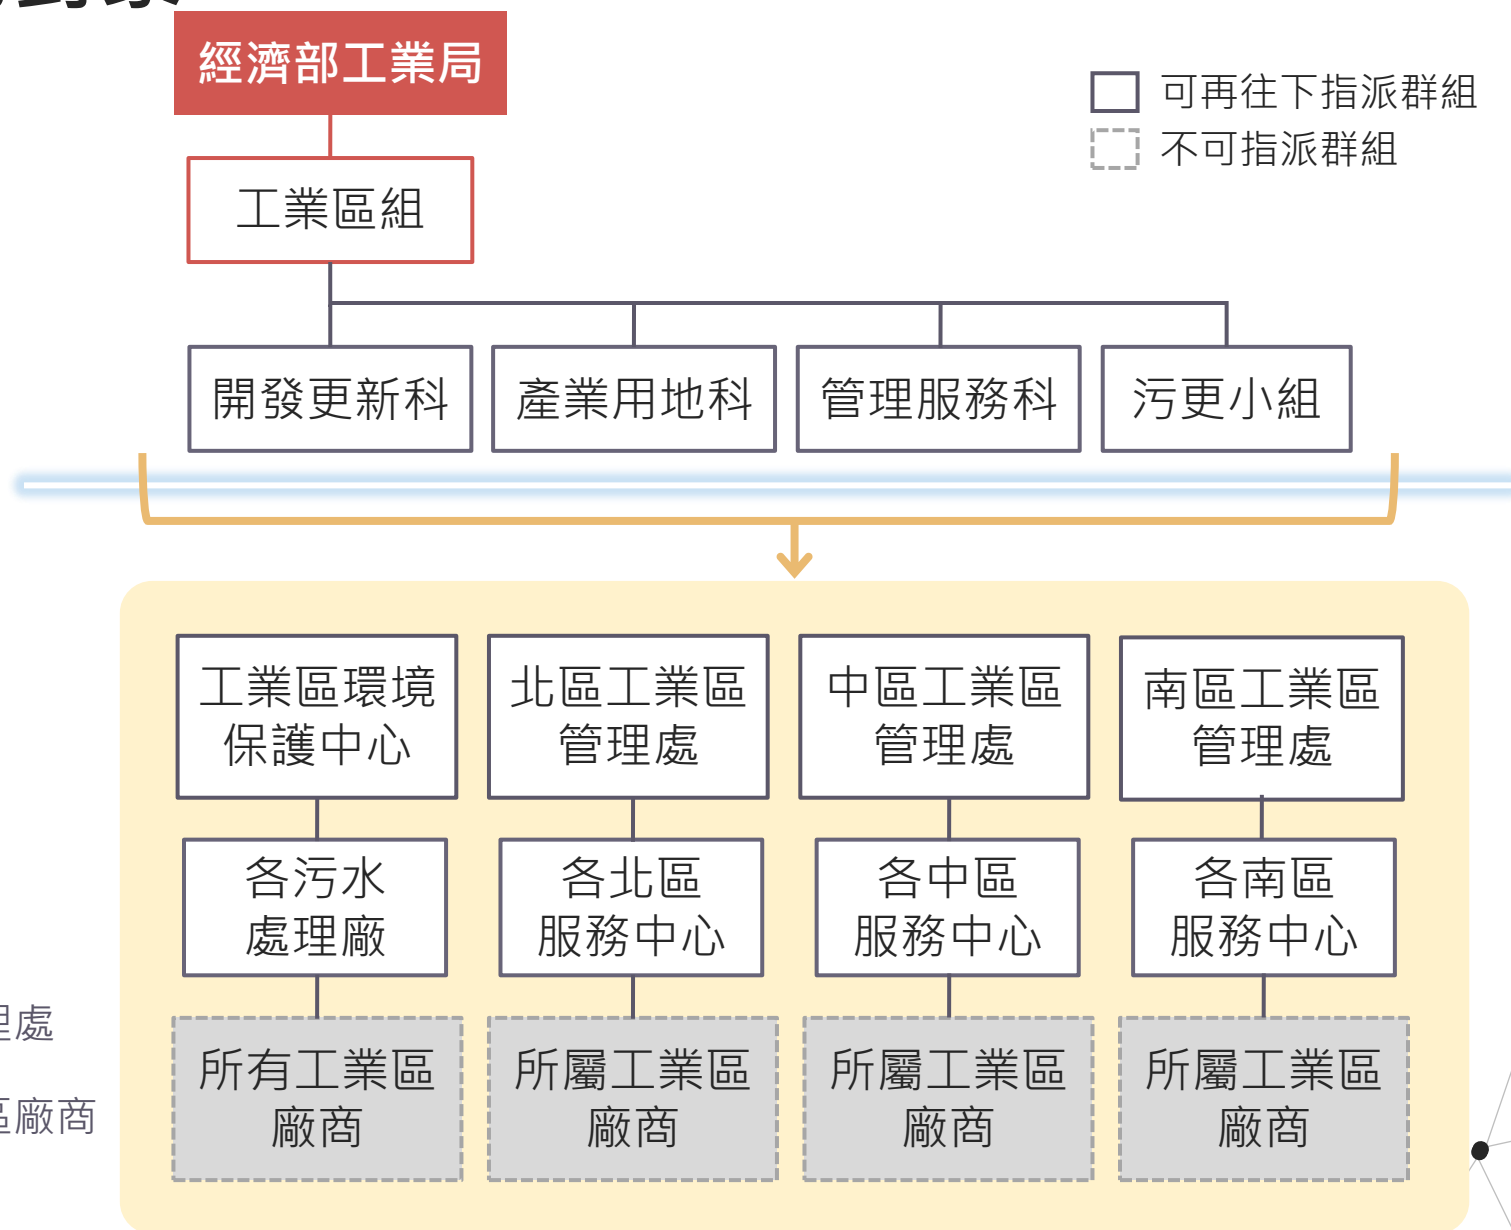 經濟部工業局
可再往下指派群組
不可指派群組
工業區組
開發更新科
產業用地科
管理服務科
污更小組
工業區環境
保護中心
北區工業區
管理處
中區工業區
管理處
南區工業區
管理處
各污水
處理廠
各北區
服務中心
各中區
服務中心
各南區
服務中心
理處
區廠商
所有工業區
廠商
所屬工業區
廠商
所屬工業區
廠商
所屬工業區
廠商